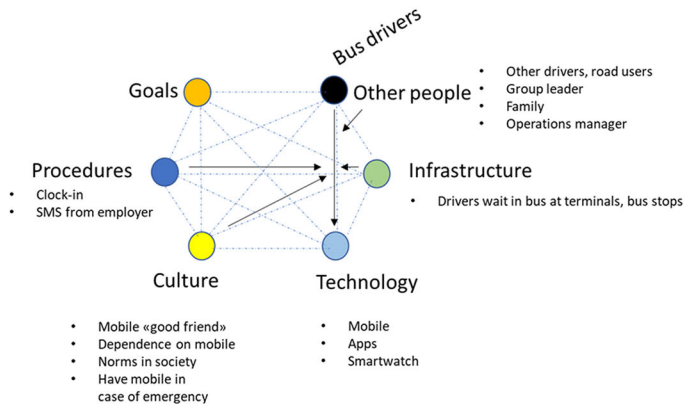 Bus drivers
Goals
Other people
• Other drivers, road users
• Group leader
• Family
• Operations manager
Procedures
• Clock-in
• SMS from employer
Infrastructure
• Drivers wait in bus at terminals, bus stops
Culture
• Mobile «good friend»
• Dependence on mobile
• Norms in society
• Have mobile in
case of emergency
Technology
• Mobile
• Apps
• Smartwatch